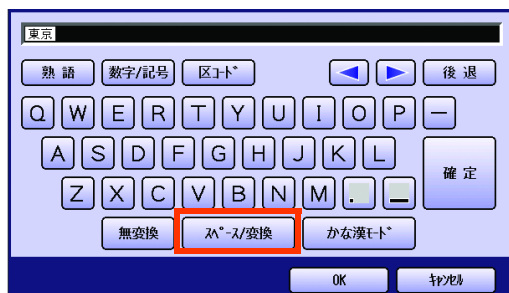 東京
熟 語 数字/記号 区ｺｰﾄﾞ 後 退
Q W E R T Y U I O P ー
A S D F G H J K L
確 定
Z X C V B N M . _
無変換 ｽﾍﾟｰｽ/変換 かな漢ﾓｰﾄﾞ
OK ｷｬﾝｾﾙ